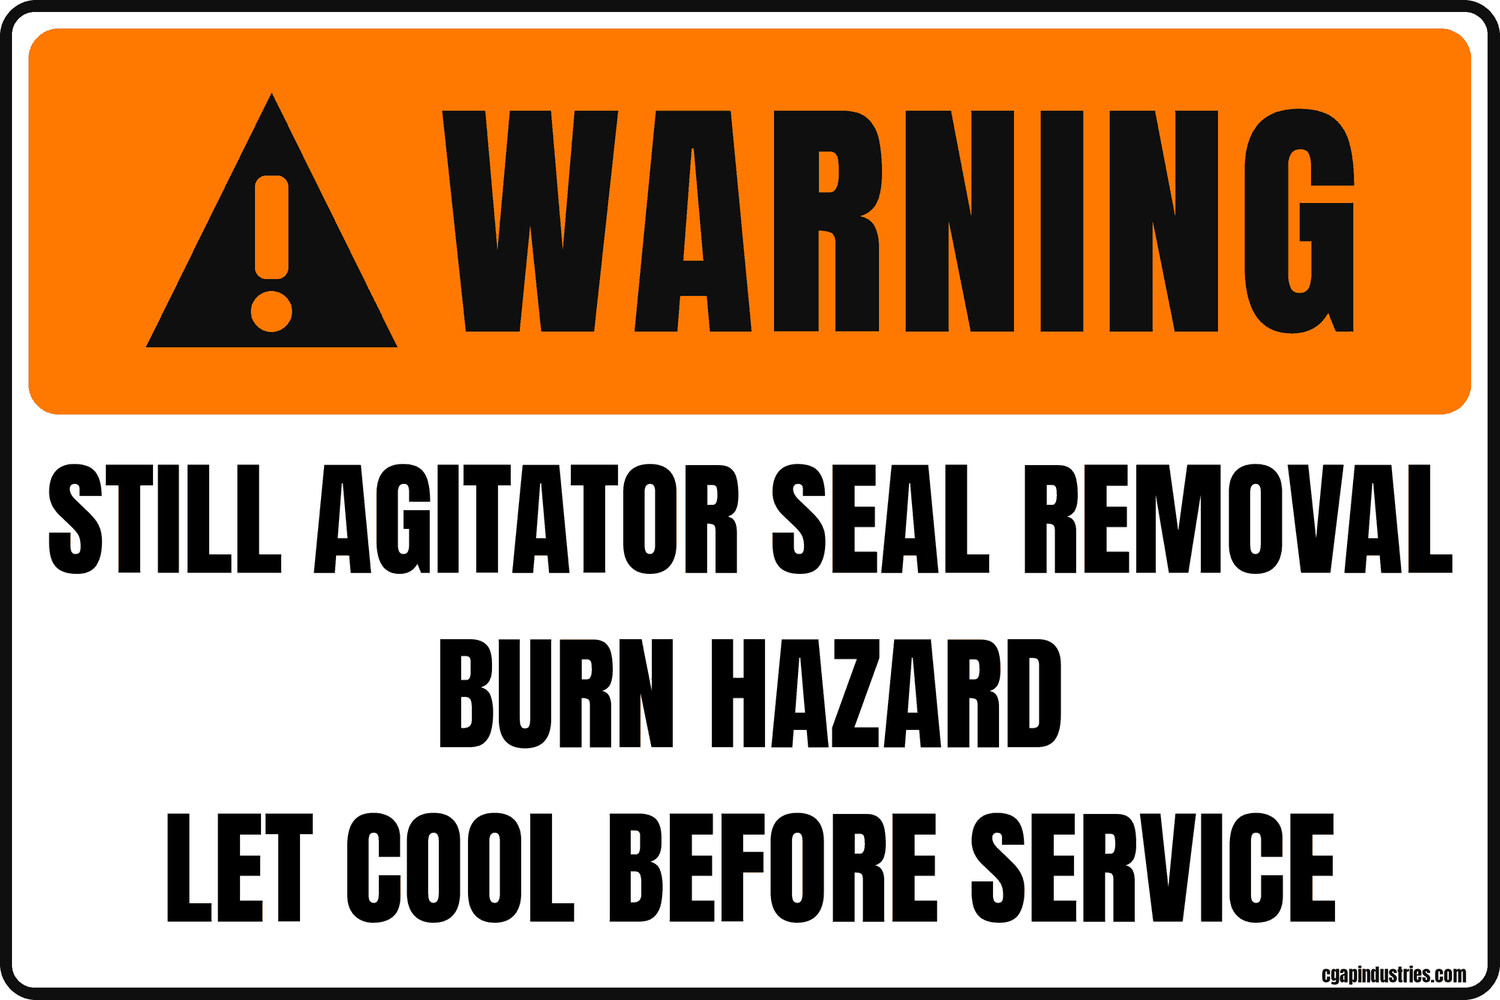 WARNING
STILL AGITATOR SEAL REMOVAL
BURN HAZARD
LET COOL BEFORE SERVICE
cgapindustries.com